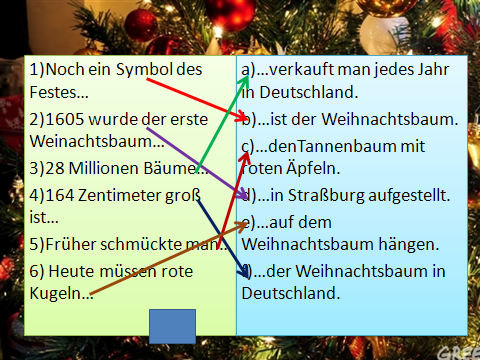 1)Noch ein Symbol des
Festes...
2)1605 wurde der erste
Weinachtsbaum...
3)28 Millionen Bäume...
4)164 Zentimeter groß
ist...
5)Früher schmückte man...
6) Heute müssen rote
Kugeln...
a)...verkauft man jedes Jahr
in Deutschland.
b)...ist der Weihnachtsbaum.
c)...denTannenbaum mit
roten Äpfeln.
d)...in Straßburg aufgestellt.
e)...auf dem
Weihnachtsbaum hängen.
f)...der Weihnachtsbaum in
Deutschland.